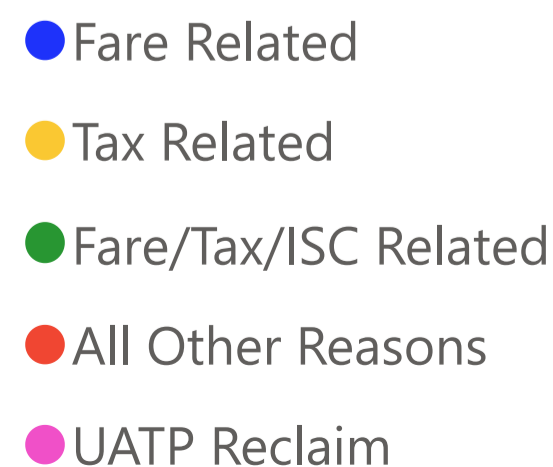 Fare Related
Tax Related
Fare/Tax/ISC Related
All Other Reasons
UATP Reclaim